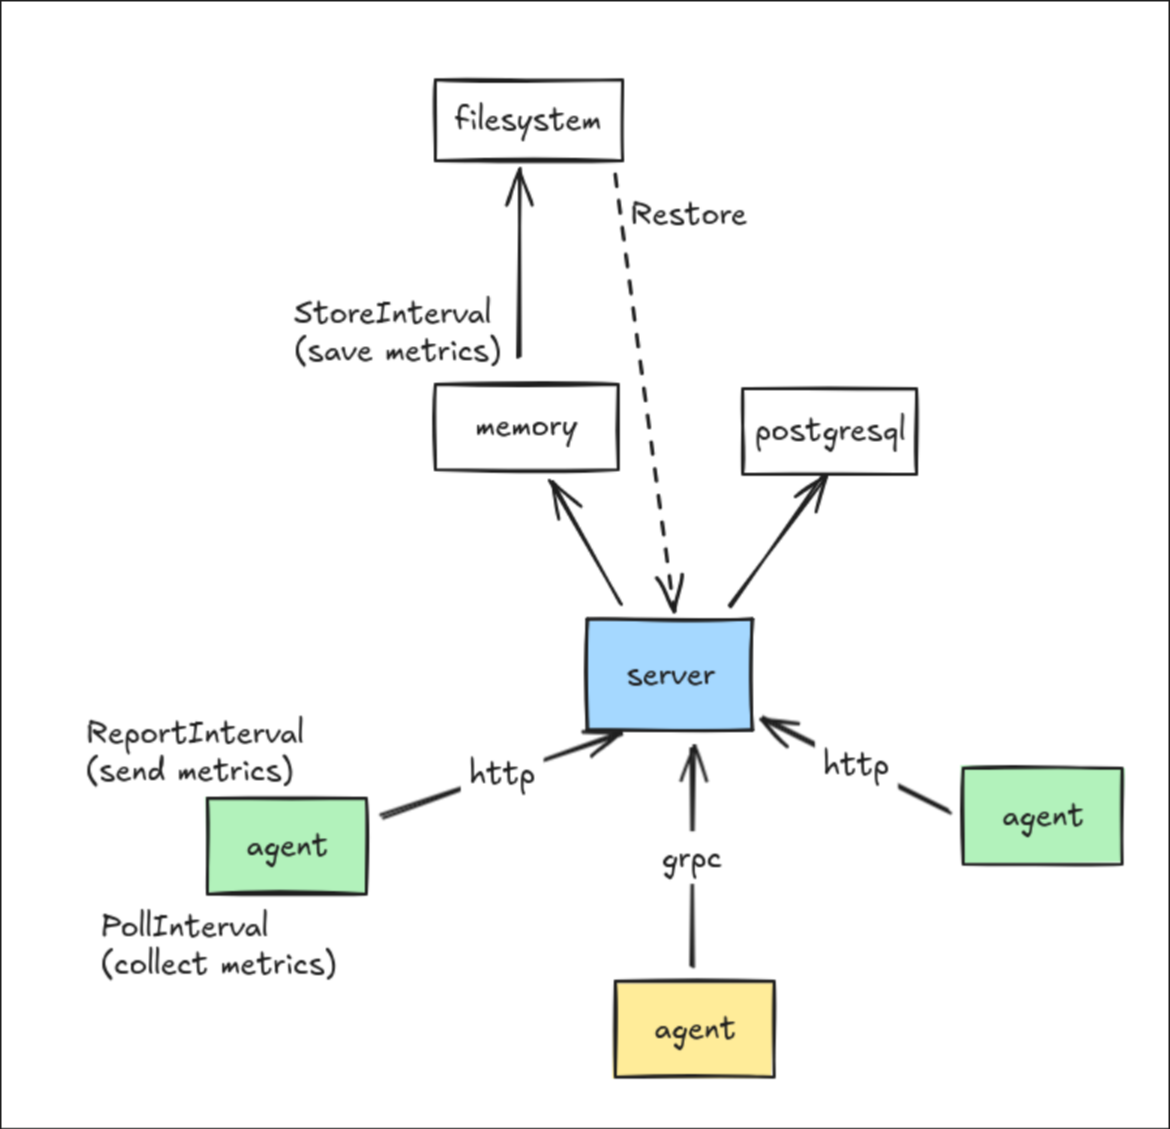 filesystem
Restore
StoreInterval
(save metrics)
memory
postgresql
server
ReportInterval
(send metrics)
http
http
agent
agent
grpc
PollInterval
(collect metrics)
agent